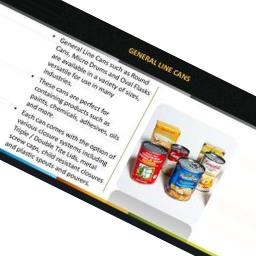 GENERAL LINE CANS
General Line Cans such as Round
Cans, Micro Drums and Oval Flasks
are available in a variety of sizes,
versatile for use in many
industries.
These cans are perfect for
containing products such as
paints, chemicals, adhesives, oils
and more.
Each can comes with the option of
various closure systems including
Triple / Double Tite Lids, metal
screw caps, child resistant closures
and plastic spouts and pourers.